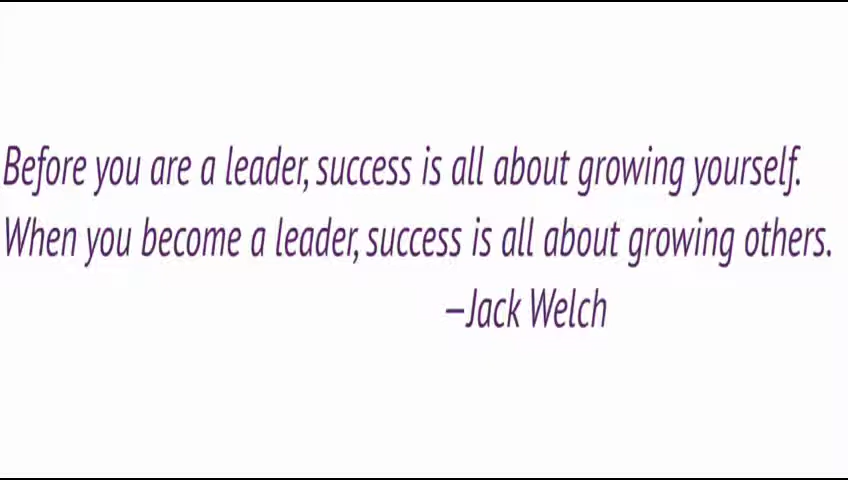 Before you are a leader, success is all about growing yourself.
When you become a leader, success is all about growing others.
—Jack Welch